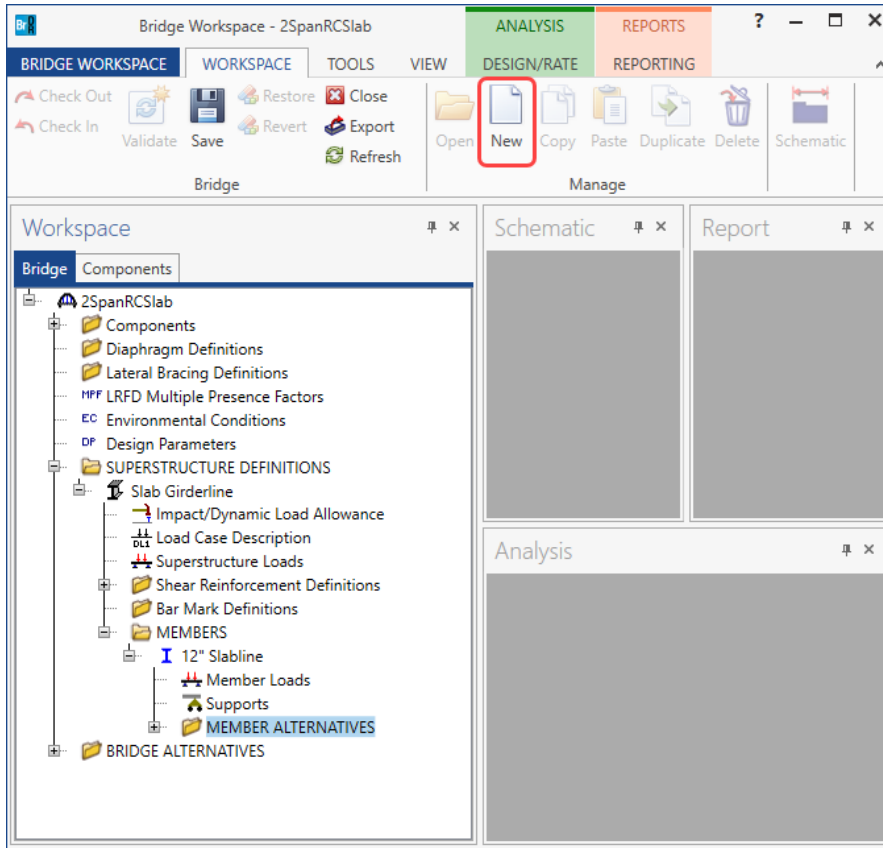 Br DR
Bridge Workspace - 2SpanRCSlab
ANALYSIS
REPORTS
?
BRIDGE WORKSPACE
WORKSPACE
TOOLS
VIEW
DESIGN/RATE
REPORTING
Check Out
Check In
Validate
Save
Restore
Revert
Close
Export
Refresh
Bridge
Open
New
Copy
Paste
Duplicate
Delete
Manage
Schematic
Workspace
Bridge
Components
2SpanRCSlab
Components
Diaphragm Definitions
Lateral Bracing Definitions
MPF LRFD Multiple Presence Factors
EC Environmental Conditions
DP Design Parameters
SUPERSTRUCTURE DEFINITIONS
Slab Girderline
Impact/Dynamic Load Allowance
DL1 Load Case Description
Superstructure Loads
Shear Reinforcement Definitions
Bar Mark Definitions
MEMBERS
12" Slabline
Member Loads
Supports
MEMBER ALTERNATIVES
BRIDGE ALTERNATIVES
Schematic
Report
Analysis